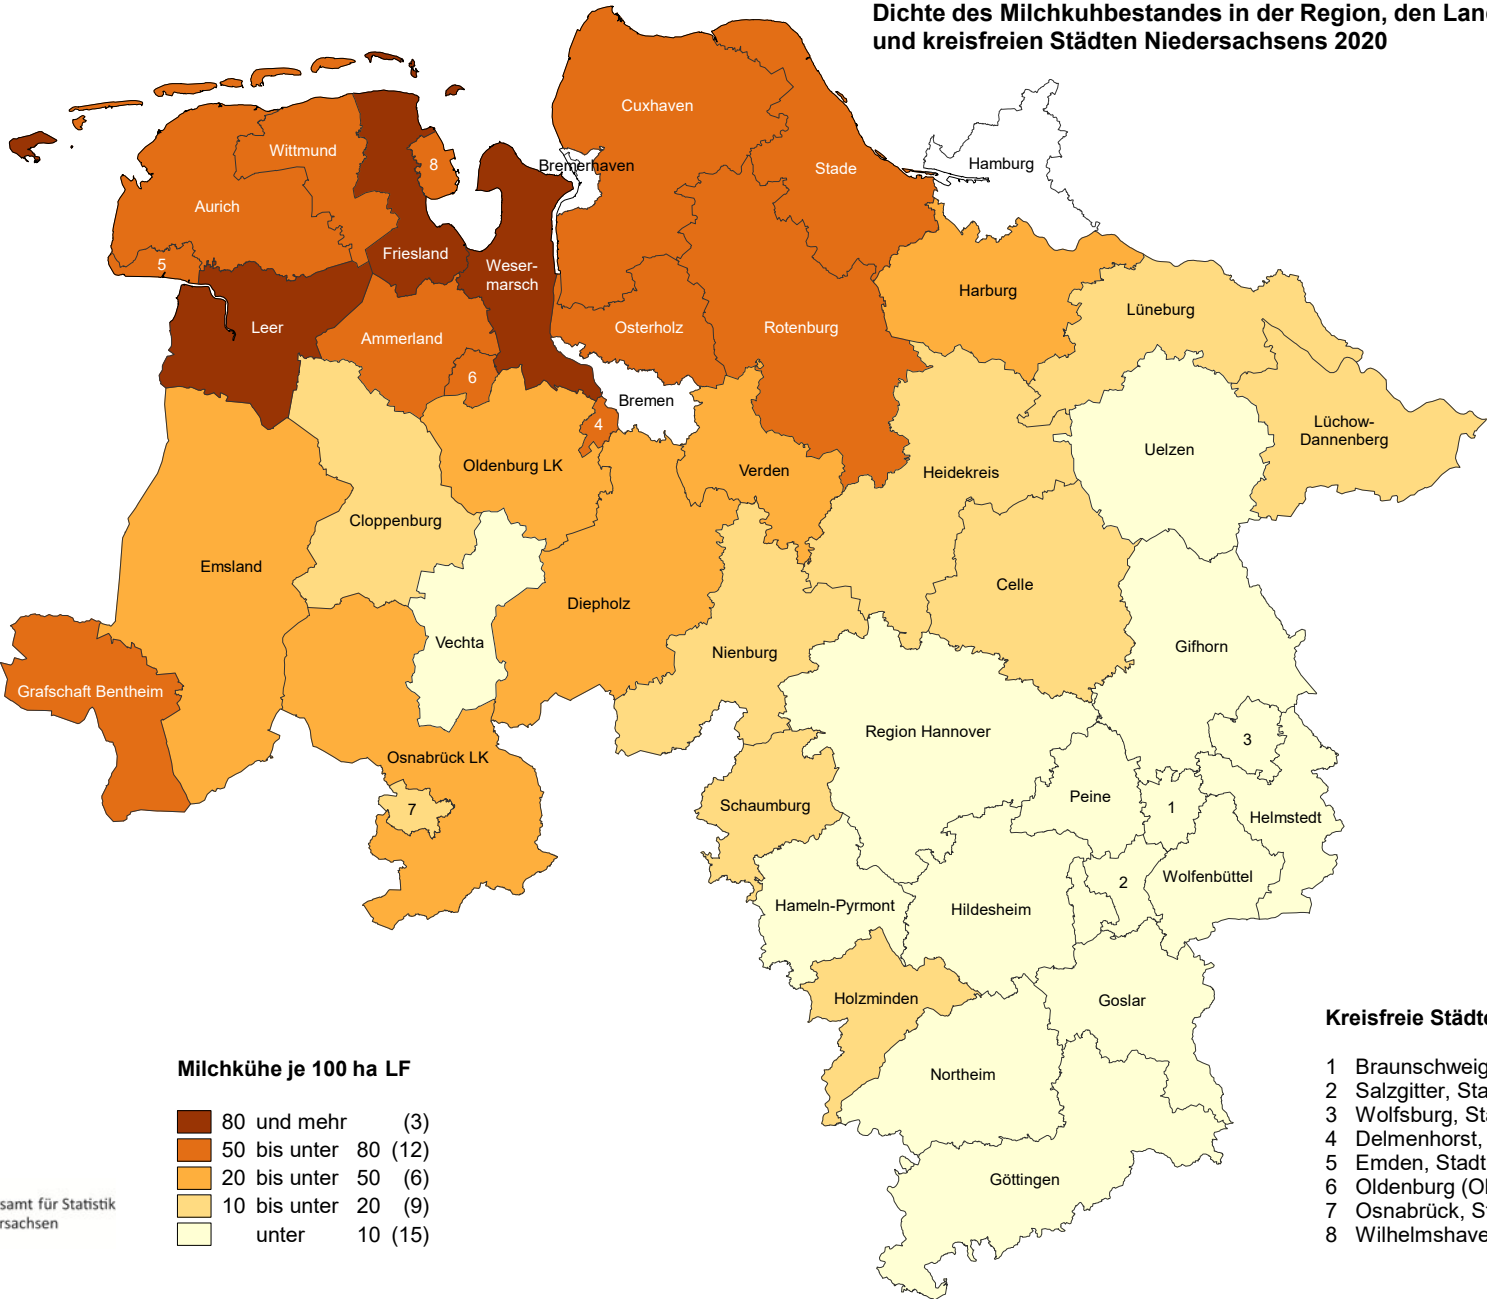 Dichte des Milchkuhbestandes in der Region, den
und kreisfreien Städten Niedersachsens 2020
Cuxhaven
Wittmund
8
Bremerhaven
Hamburg
Stade
Aurich
Friesland
5
Weser-
marsch
Harburg
Lüneburg
Leer
Ammerland
Osterholz
Rotenburg
6
Bremen
4
Lüchow-
Dannenberg
Uelzen
Oldenburg LK
Verden
Heidekreis
Cloppenburg
Emsland
Celle
Diepholz
Vechta
Nienburg
Gifhorn
Grafschaft Bentheim
Region Hannover
3
Osnabrück LK
7
Schaumburg
Peine
1
Helmstedt
2
Wolfenbüttel
Hameln-Pyrmont
Hildesheim
Holzminden
Goslar
Northeim
Göttingen
Milchkühe je 100 ha LF
80 und mehr (3)
50 bis unter 80 (12)
20 bis unter 50 (6)
10 bis unter 20 (9)
unter 10 (15)
samt für Statistik
rsachsen
Kreisfreie Städte
1 Braunschweig
2 Salzgitter,
3 Wolfsburg,
4 Delmenhorst,
5 Emden, Stadt
6 Oldenburg
7 Osnabrück,
8 Wilhelmshave